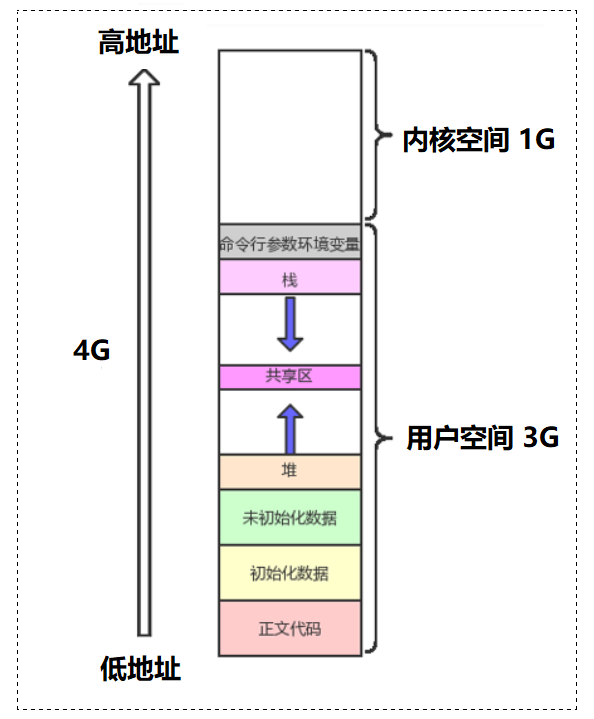 高地址
内核空间 1G
命令行参数环境变量
栈
4G
共享区
用户空间 3G
堆
未初始化数据
初始化数据
正文代码
低地址